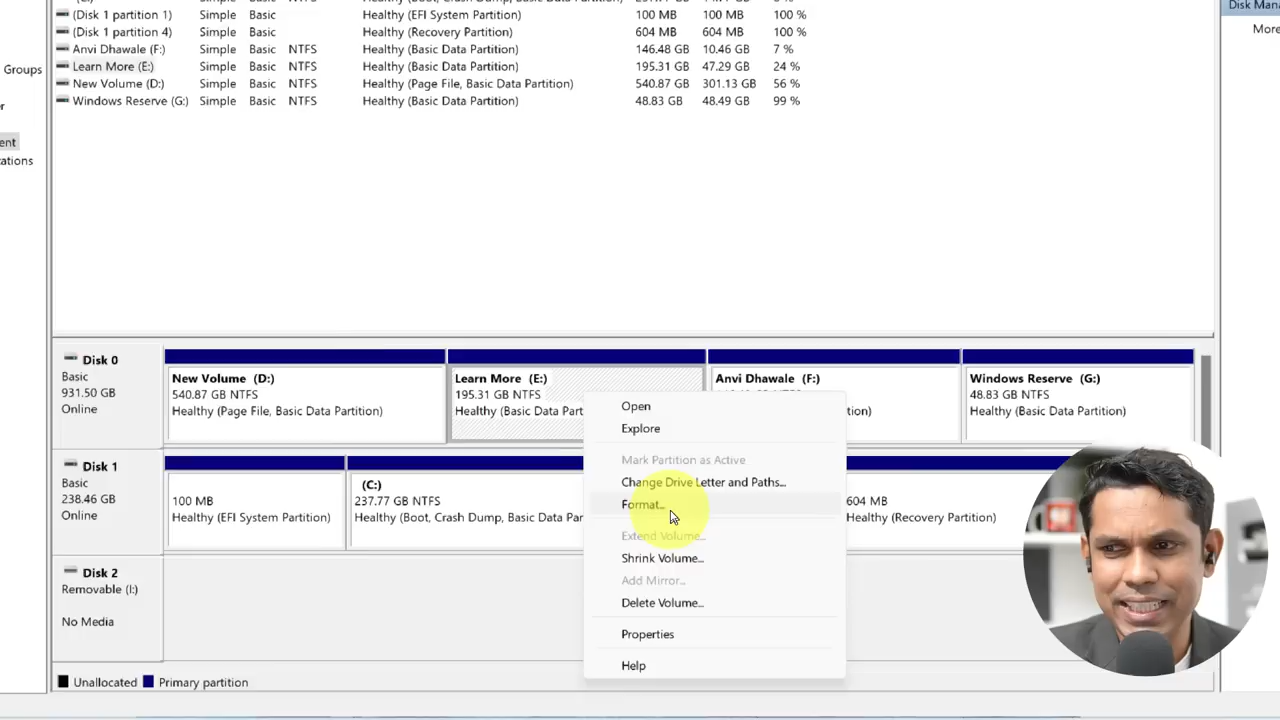 Disk Mana
More
Groups
r
ent
cations
(Disk 1 partition 1) Simple Basic Healthy (EFI System Partition) 100 MB 100 MB 100 %
(Disk 1 partition 4) Simple Basic Healthy (Recovery Partition) 604 MB 604 MB 100 %
Anvi Dhawale (F:) Simple Basic NTFS Healthy (Basic Data Partition) 146.48 GB 10.46 GB 7 %
Learn More (E:) Simple Basic NTFS Healthy (Basic Data Partition) 195.31 GB 47.29 GB 24 %
New Volume (D:) Simple Basic NTFS Healthy (Page File, Basic Data Partition) 540.87 GB 301.13 GB 56 %
Windows Reserve (G:) Simple Basic NTFS Healthy (Basic Data Partition) 48.83 GB 48.49 GB 99 %
Disk 0
Basic
931.50 GB
Online
New Volume (D:)
540.87 GB NTFS
Healthy (Page File, Basic Data Partition)
Learn More (E:)
195.31 GB NTFS
Healthy (Basic Data Part
Anvi Dhawale (F:)
tion)
Windows Reserve (G:)
48.83 GB NTFS
Healthy (Basic Data Partition)
Open
Explore
Mark Partition as Active
Change Drive Letter and Paths...
Format...
Extend Volume...
Shrink Volume...
Add Mirror...
Delete Volume...
Properties
Help
Disk 1
Basic
238.46 GB
Online
100 MB
Healthy (EFI System Partition)
(C:)
237.77 GB NTFS
Healthy (Boot, Crash Dump, Basic Data Par
604 MB
Healthy (Recovery Partition)
Disk 2
Removable (I:)
No Media
Unallocated Primary partition